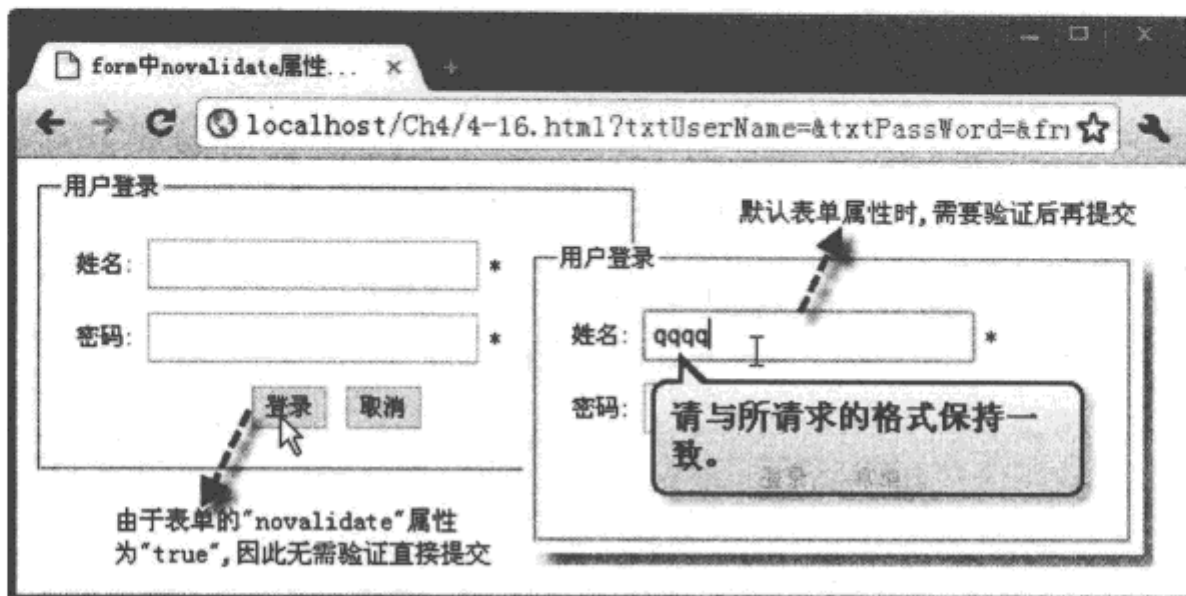 form中novalidate属性...
localhost/Ch4/4-16.html?txtUserName=&txtPassWord=&fr
用户登录
姓名: *
密码: *
登录 取消
由于表单的"novalidate"属性
为"true",因此无需验证直接提交
默认表单属性时,需要验证后再提交
用户登录
姓名: qqqq *
密码:
请与所请求的格式保持一
致。